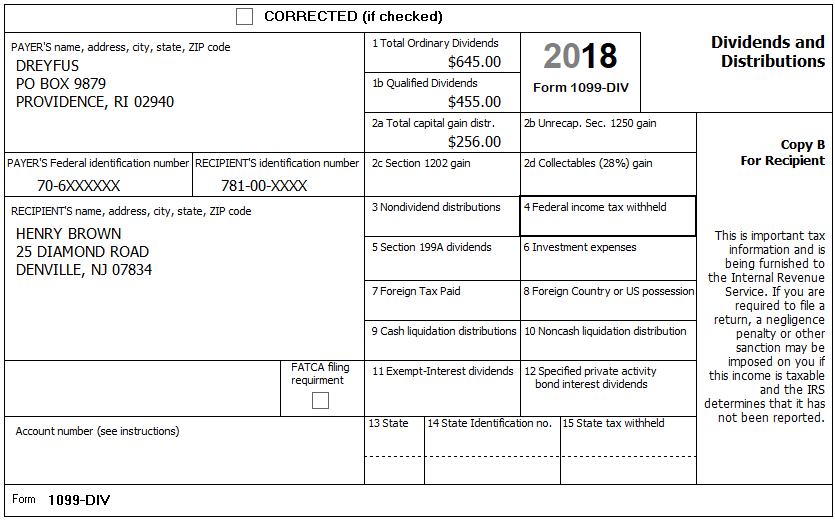 CORRECTED (if checked)
PAYER'S name, address, city, state, ZIP code
DREYFUS
PO BOX 9879
PROVIDENCE, RI 02940
1 Total Ordinary Dividends
$645.00
1b Qualified Dividends
$455.00
2018
Form 1099-DIV
Dividends and
Distributions
2a Total capital gain distr.
$256.00
2b Unrecap. Sec. 1250 gain
Copy B
For Recipient
PAYER'S Federal identification number
70-6XXXXXX
RECIPIENT'S identification number
781-00-XXXX
2c Section 1202 gain
2d Collectables (28%) gain
RECIPIENT'S name, address, city, state, ZIP code
HENRY BROWN
25 DIAMOND ROAD
DENVILLE, NJ 07834
3 Nondividend distributions
4 Federal income tax withheld
5 Section 199A dividends
6 Investment expenses
7 Foreign Tax Paid
8 Foreign Country or US possession
9 Cash liquidation distributions
10 Noncash liquidation distribution
This is important tax
information and is
being furnished to
the Internal Revenue
Service. If you are
required to file a
return, a negligence
penalty or other
sanction may be
imposed on you if
this income is taxable
and the IRS
determines that it has
not been reported.
FATCA filing
requirment
11 Exempt-Interest dividends
12 Specified private activity
bond interest dividends
Account number (see instructions)
13 State
14 State Identification no.
15 State tax withheld
Form 1099-DIV